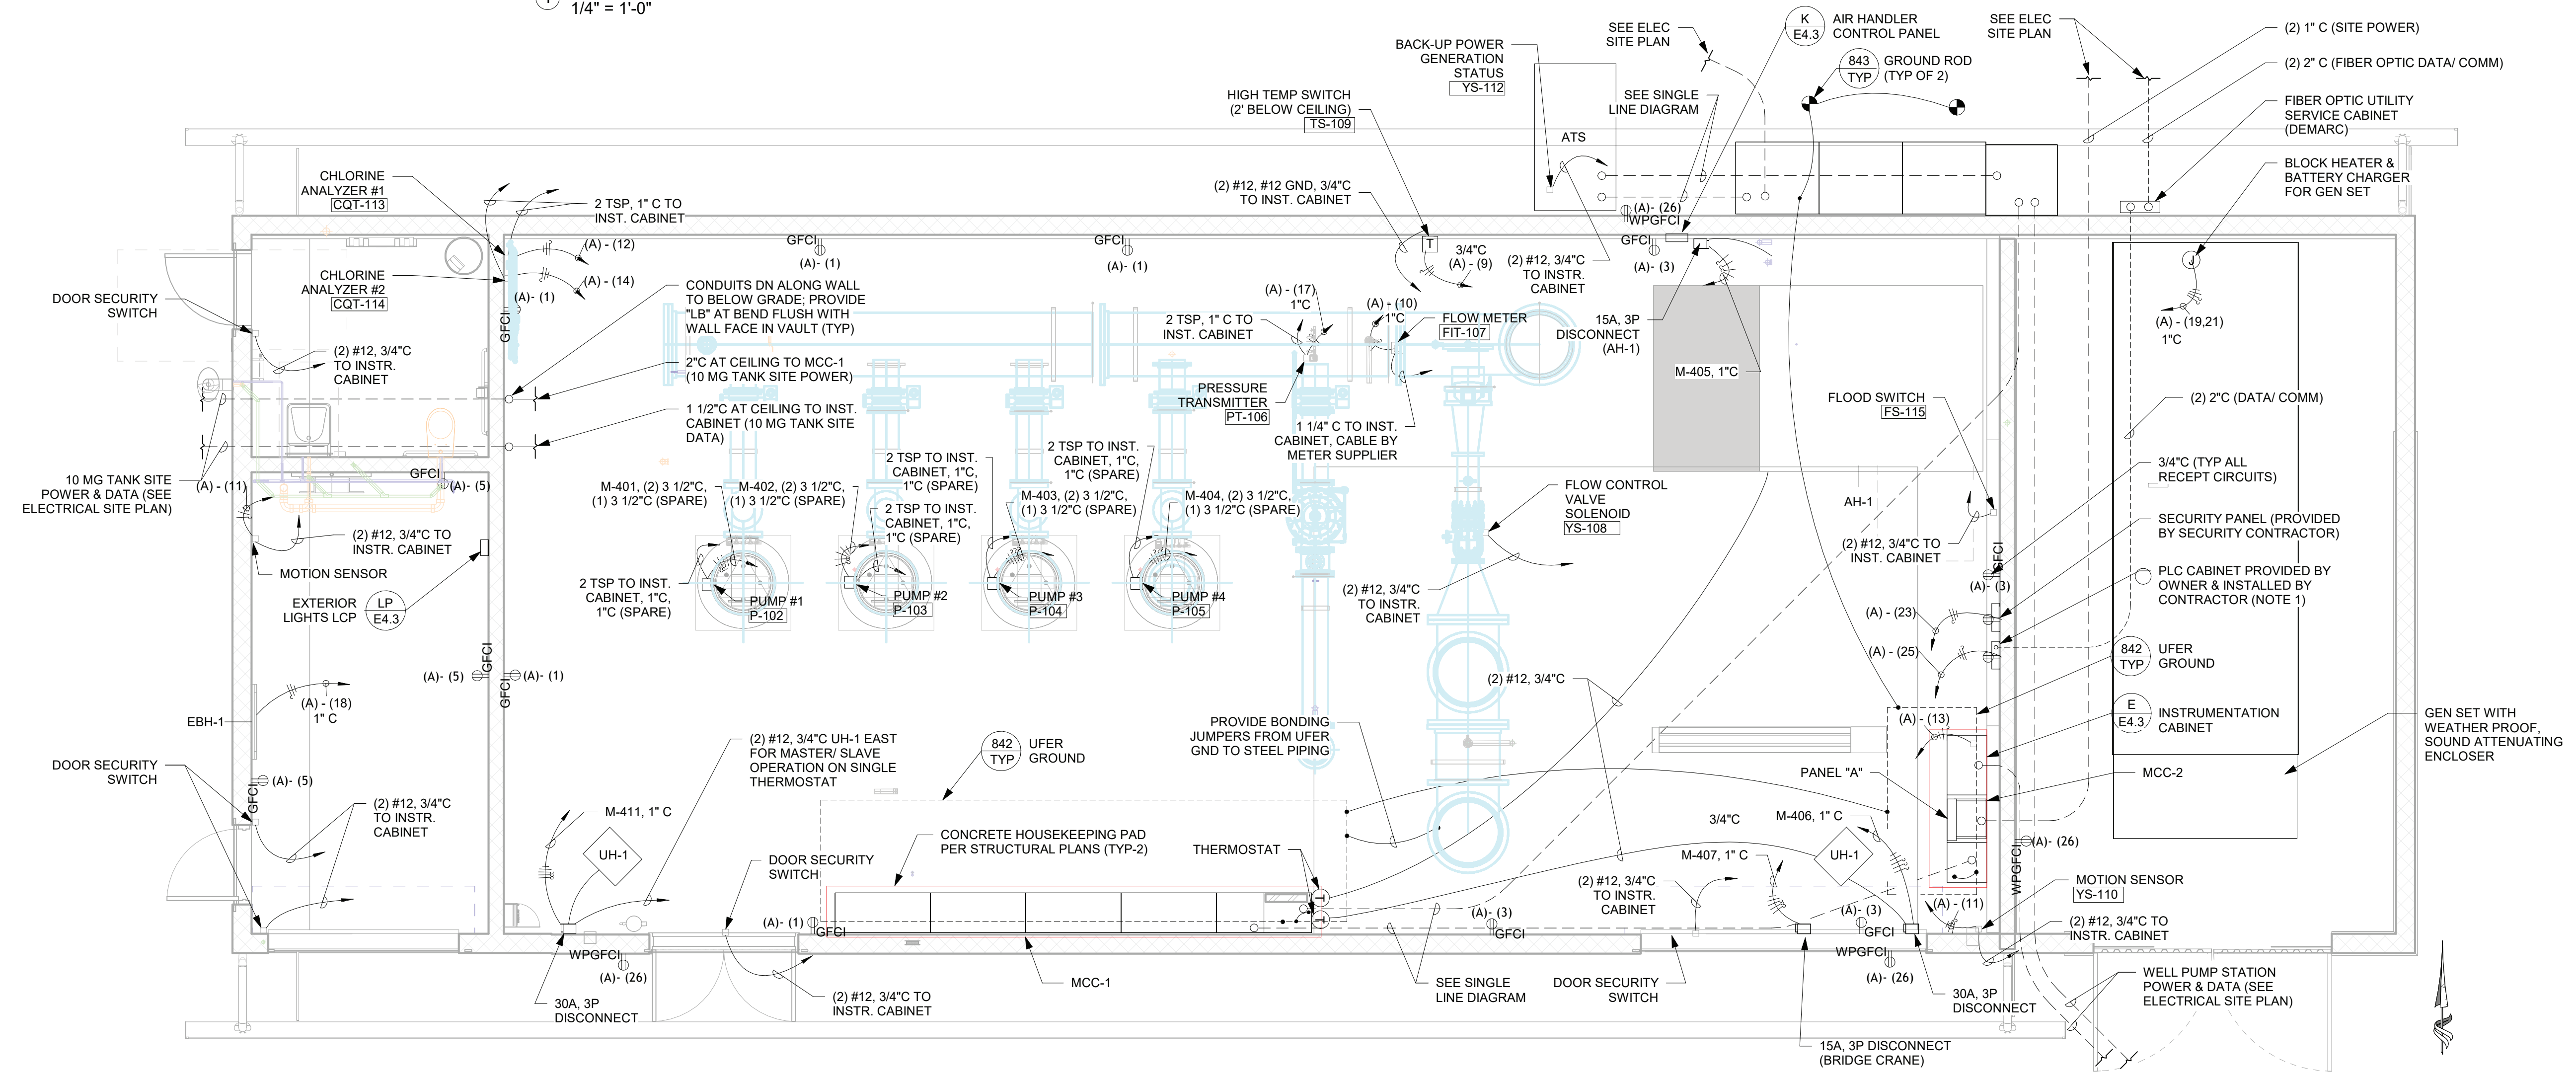 1/4" = 1'-0"
SEE ELEC
SITE PLAN
K
E4.3
AIR HANDLER
CONTROL PANEL
SEE ELEC
SITE PLAN
(2) 1" C (SITE POWER)
BACK-UP POWER
GENERATION
STATUS
YS-112
843
TYP
GROUND ROD
(TYP OF 2)
(2) 2" C (FIBER OPTIC DATA/ COMM)
HIGH TEMP SWITCH
(2' BELOW CEILING)
TS-109
SEE SINGLE
LINE DIAGRAM
FIBER OPTIC UTILITY
SERVICE CABINET
(DEMARC)
ATS
BLOCK HEATER &
BATTERY CHARGER
FOR GEN SET
CHLORINE
ANALYZER #1
CQT-113
2 TSP, 1" C TO
INST. CABINET
(2) #12, #12 GND, 3/4"C
TO INST. CABINET
(A)- (26)
WPGFCI
(A) - (12)
GFCI
(A)- (1)
GFCI
(A)- (1)
T
3/4"C
(A) - (9)
GFCI
(A)- (3)
(2) #12, 3/4"C
TO INSTR.
CABINET
J
CHLORINE
ANALYZER #2
CQT-114
(A) - (14)
(A)- (1)
GFCI
CONDUITS DN ALONG WALL
TO BELOW GRADE; PROVIDE
"LB" AT BEND FLUSH WITH
WALL FACE IN VAULT (TYP)
(A) - (17)
1"C
(A) - (10)
1"C
DOOR SECURITY
SWITCH
2 TSP, 1" C TO
INST. CABINET
FLOW METER
FIT-107
15A, 3P
DISCONNECT
(AH-1)
(A) - (19,21)
1"C
(2) #12, 3/4"C
TO INSTR.
CABINET
2"C AT CEILING TO MCC-1
(10 MG TANK SITE POWER)
M-405, 1"C
PRESSURE
TRANSMITTER
PT-106
FLOOD SWITCH
FS-115
(2) 2"C (DATA/ COMM)
1 1/2"C AT CEILING TO INST.
CABINET (10 MG TANK SITE
DATA)
1 1/4" C TO INST.
CABINET, CABLE BY
METER SUPPLIER
10 MG TANK SITE
POWER & DATA (SEE
ELECTRICAL SITE PLAN)
(A) - (11)
GFCI
(A)- (5)
2 TSP TO INST.
CABINET, 1"C,
1"C (SPARE)
2 TSP TO INST.
CABINET, 1"C,
1"C (SPARE)
3/4"C (TYP ALL
RECEPT CIRCUITS)
M-401, (2) 3 1/2"C,
(1) 3 1/2"C (SPARE)
M-402, (2) 3 1/2"C,
(1) 3 1/2"C (SPARE)
M-403, (2) 3 1/2"C,
(1) 3 1/2"C (SPARE)
M-404, (2) 3 1/2"C,
(1) 3 1/2"C (SPARE)
FLOW CONTROL
VALVE
SOLENOID
YS-108
AH-1
2 TSP TO INST.
CABINET, 1"C,
1"C (SPARE)
SECURITY PANEL (PROVIDED
BY SECURITY CONTRACTOR)
(2) #12, 3/4"C TO
INSTR. CABINET
(2) #12, 3/4"C TO
INST. CABINET
MOTION SENSOR
GFCI
(A)- (3)
PLC CABINET PROVIDED BY
OWNER & INSTALLED BY
CONTRACTOR (NOTE 1)
2 TSP TO INST.
CABINET, 1"C,
1"C (SPARE)
PUMP #1
P-102
PUMP #2
P-103
PUMP #3
P-104
PUMP #4
P-105
(2) #12, 3/4"C
TO INSTR.
CABINET
EXTERIOR
LIGHTS LCP
LP
E4.3
(A) - (23)
(A) - (25)
842
TYP
UFER
GROUND
(A)- (5)
GFCI
GFCI
(A)- (1)
(2) #12, 3/4"C
(A) - (18)
1" C
EBH-1
PROVIDE BONDING
JUMPERS FROM UFER
GND TO STEEL PIPING
(A) - (13)
E
E4.3
INSTRUMENTATION
CABINET
GEN SET WITH
WEATHER PROOF,
SOUND ATTENUATING
ENCLOSER
(2) #12, 3/4"C UH-1 EAST
FOR MASTER/ SLAVE
OPERATION ON SINGLE
THERMOSTAT
842
TYP
UFER
GROUND
DOOR SECURITY
SWITCH
(A)- (5)
GFCI
PANEL "A"
MCC-2
(2) #12, 3/4"C
TO INSTR.
CABINET
M-411, 1" C
UH-1
CONCRETE HOUSEKEEPING PAD
PER STRUCTURAL PLANS (TYP-2)
THERMOSTAT
3/4"C
M-406, 1" C
M-407, 1" C
UH-1
(A)- (26)
WPGFCI
DOOR SECURITY
SWITCH
T
T
(2) #12, 3/4"C
TO INSTR.
CABINET
MOTION SENSOR
YS-110
(A)- (1)
GFCI
(A)- (3)
GFCI
(A)- (3)
GFCI
(A) - (11)
(2) #12, 3/4"C TO
INSTR. CABINET
WPGFCI
(A)- (26)
WPGFCI
(A)- (26)
30A, 3P
DISCONNECT
(2) #12, 3/4"C TO
INSTR. CABINET
MCC-1
SEE SINGLE
LINE DIAGRAM
DOOR SECURITY
SWITCH
30A, 3P
DISCONNECT
WELL PUMP STATION
POWER & DATA (SEE
ELECTRICAL SITE PLAN)
15A, 3P DISCONNECT
(BRIDGE CRANE)